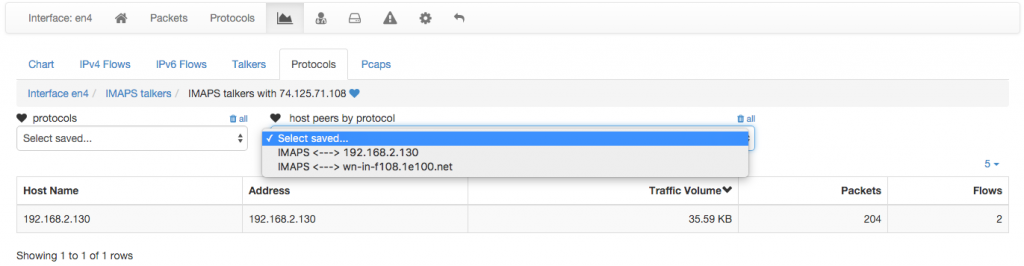 Interface: en4 Packets Protocols
Chart IPv4 Flows IPv6 Flows Talkers Protocols Pcaps
Interface en4 / IMAPS talkers / IMAPS talkers with 74.125.71.108
protocols all host peers by protocol all
Select saved... ✓ Select saved...
IMAPS <---> 192.168.2.130
IMAPS <---> wn-in-f108.1e100.net
5
Host Name Address Traffic Volume Packets Flows
192.168.2.130 192.168.2.130 35.59 KB 204 2
Showing 1 to 1 of 1 rows